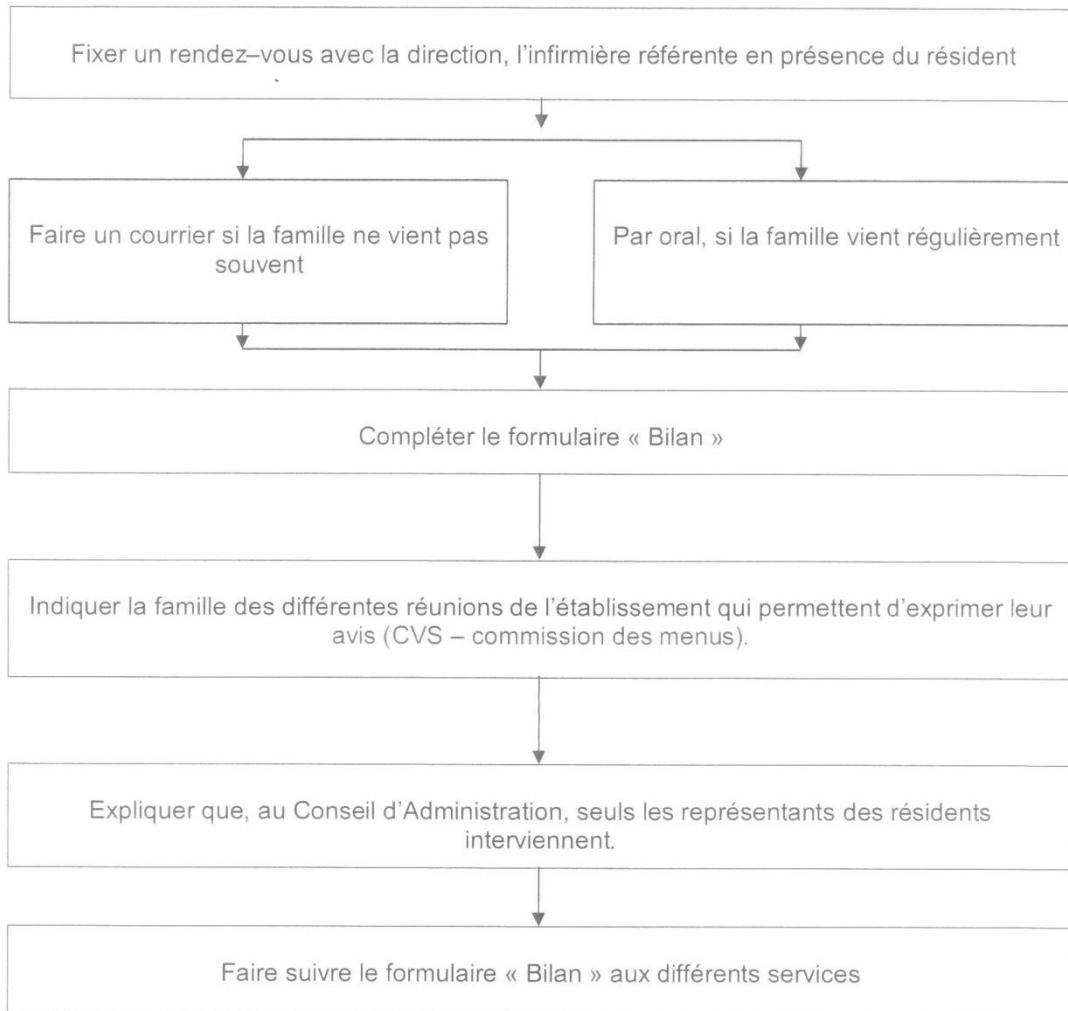 Fixer un rendez–vous avec la direction, l'infirmière référente en présence du résident
Faire un courrier si la famille ne vient pas
souvent
Par oral, si la famille vient régulièrement
Compléter le formulaire « Bilan »
Indiquer la famille des différentes réunions de l'établissement qui permettent d'exprimer leur
avis (CVS – commission des menus).
Expliquer que, au Conseil d'Administration, seuls les représentants des résidents
interviennent.
Faire suivre le formulaire « Bilan » aux différents services